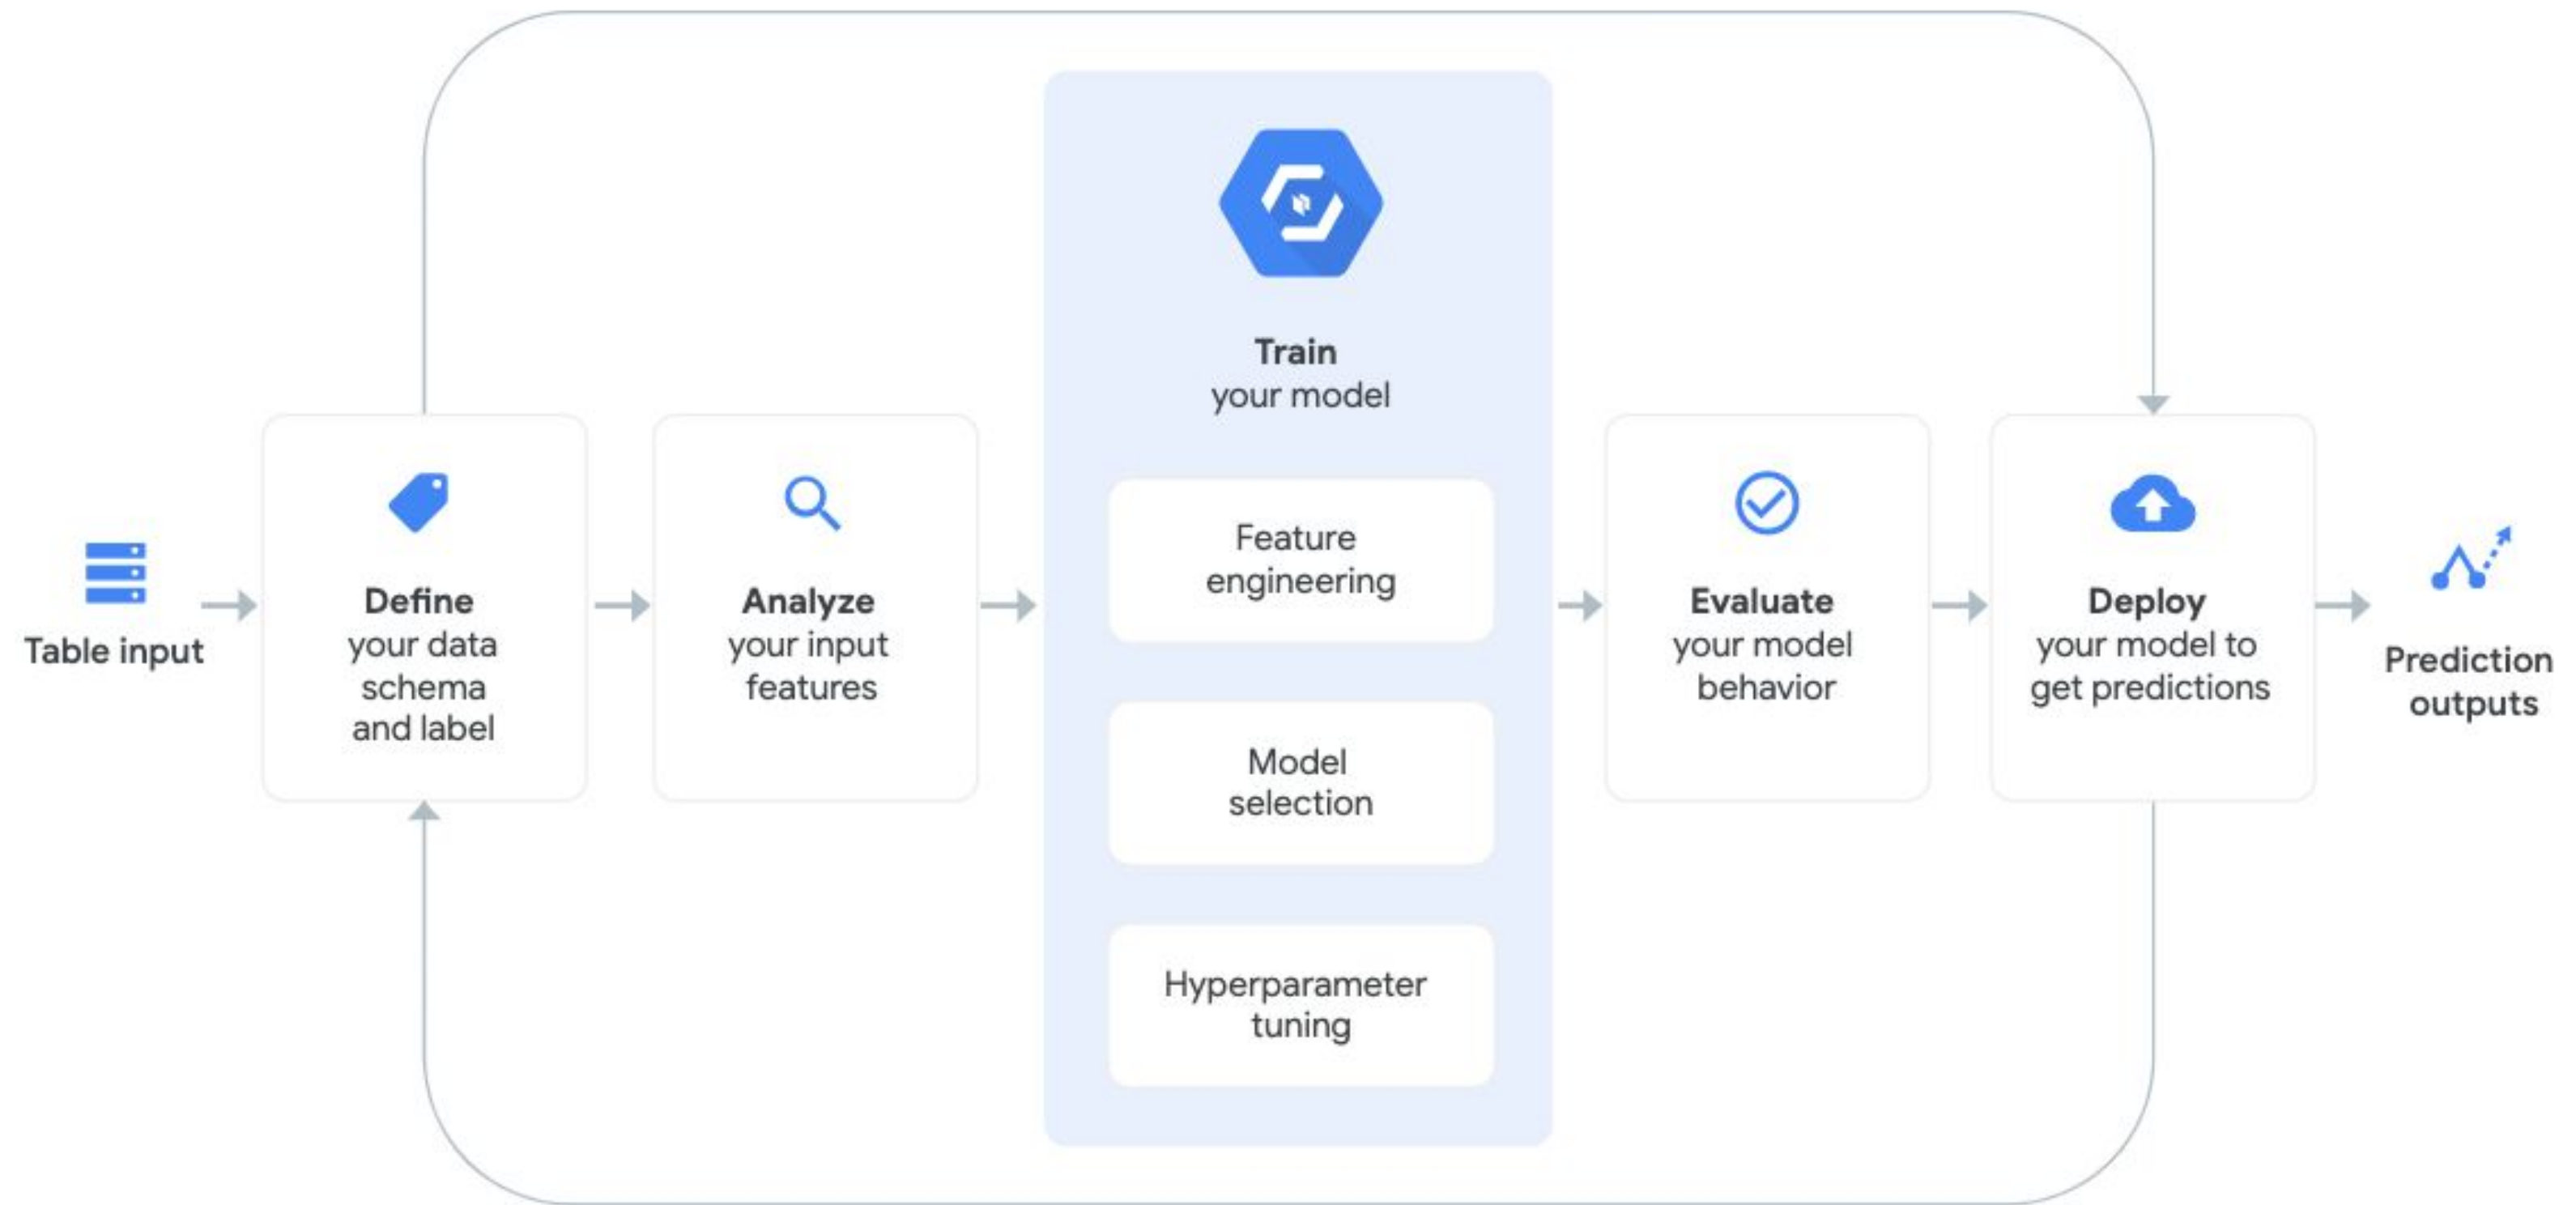 Table input
Define
your data
schema
and label
Analyze
your input
features
Train
your model
Feature
engineering
Model
selection
Hyperparameter
tuning
Evaluate
your model
behavior
Deploy
your model to
get predictions
Prediction
outputs